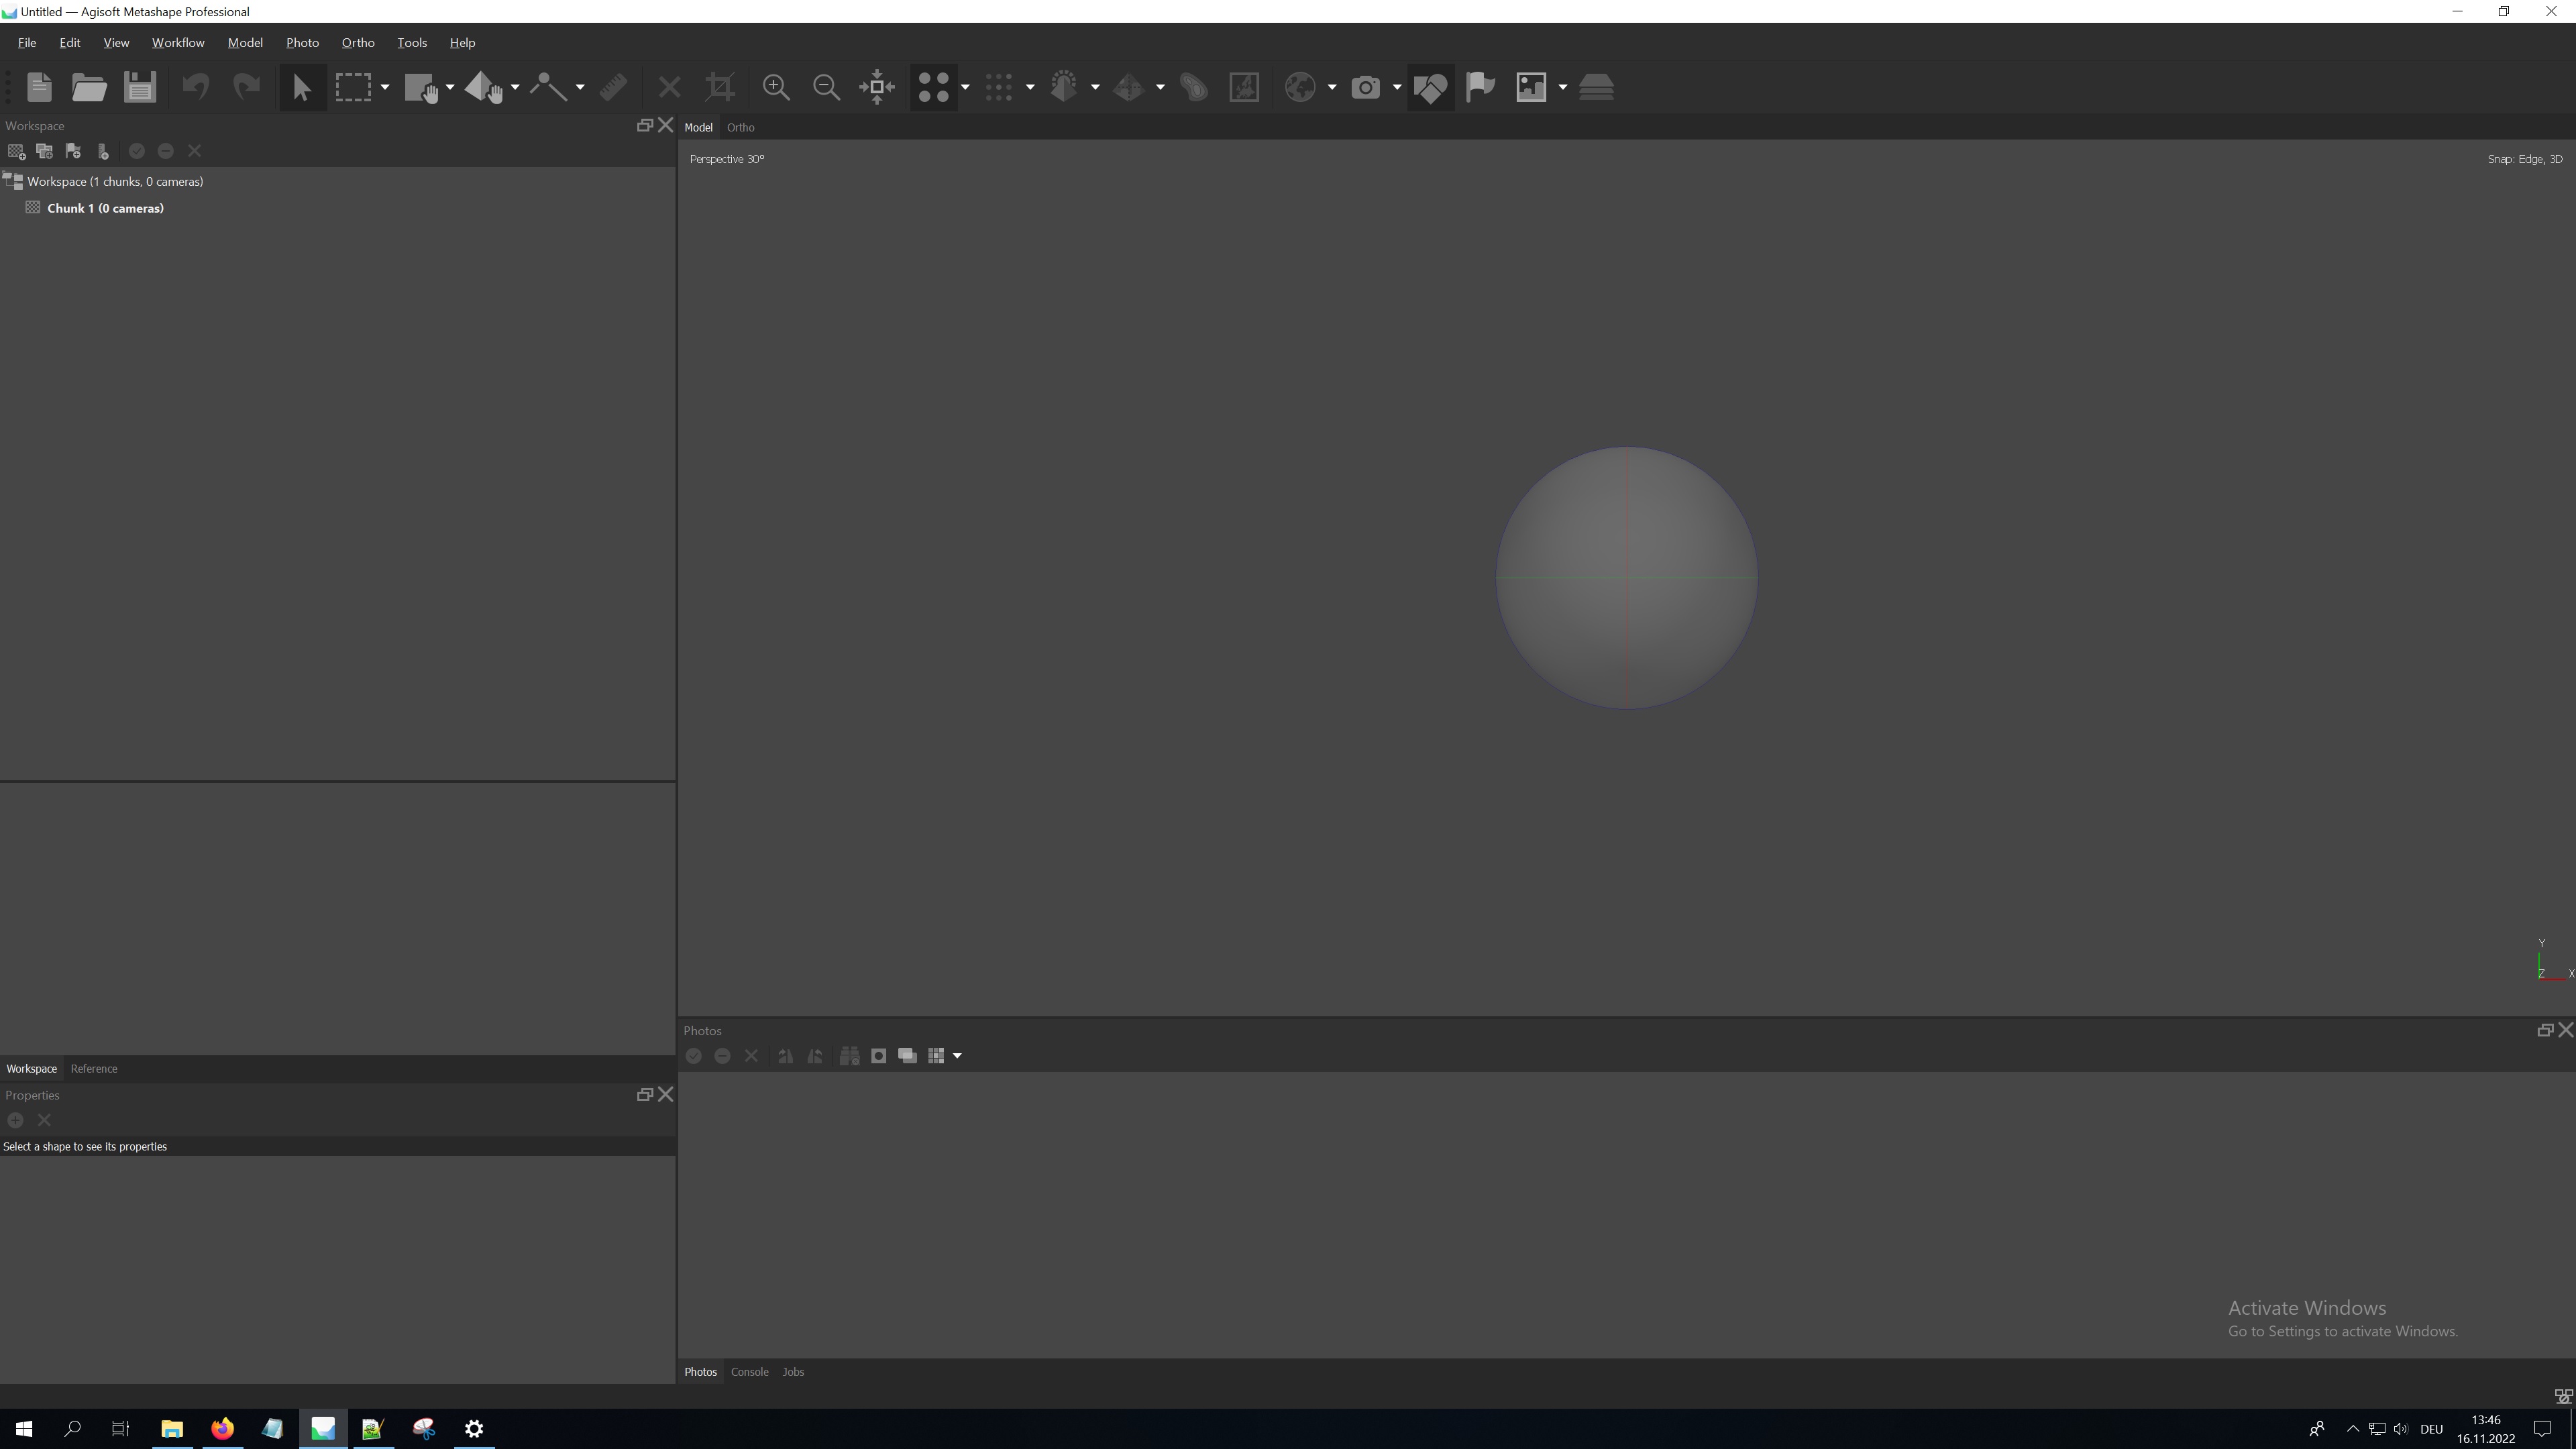 Untitled — Agisoft Metashape Professional
File Edit View Workflow Model Photo Ortho Tools Help
Workspace
Model Ortho
Perspective 30°
Snap: Edge, 3D
Workspace (1 chunks, 0 cameras)
Chunk 1 (0 cameras)
Y
Z X
Photos
Workspace Reference
Properties
Select a shape to see its properties
Activate Windows
Go to Settings to activate Windows.
Photos Console Jobs
DEU
13:46
16.11.2022